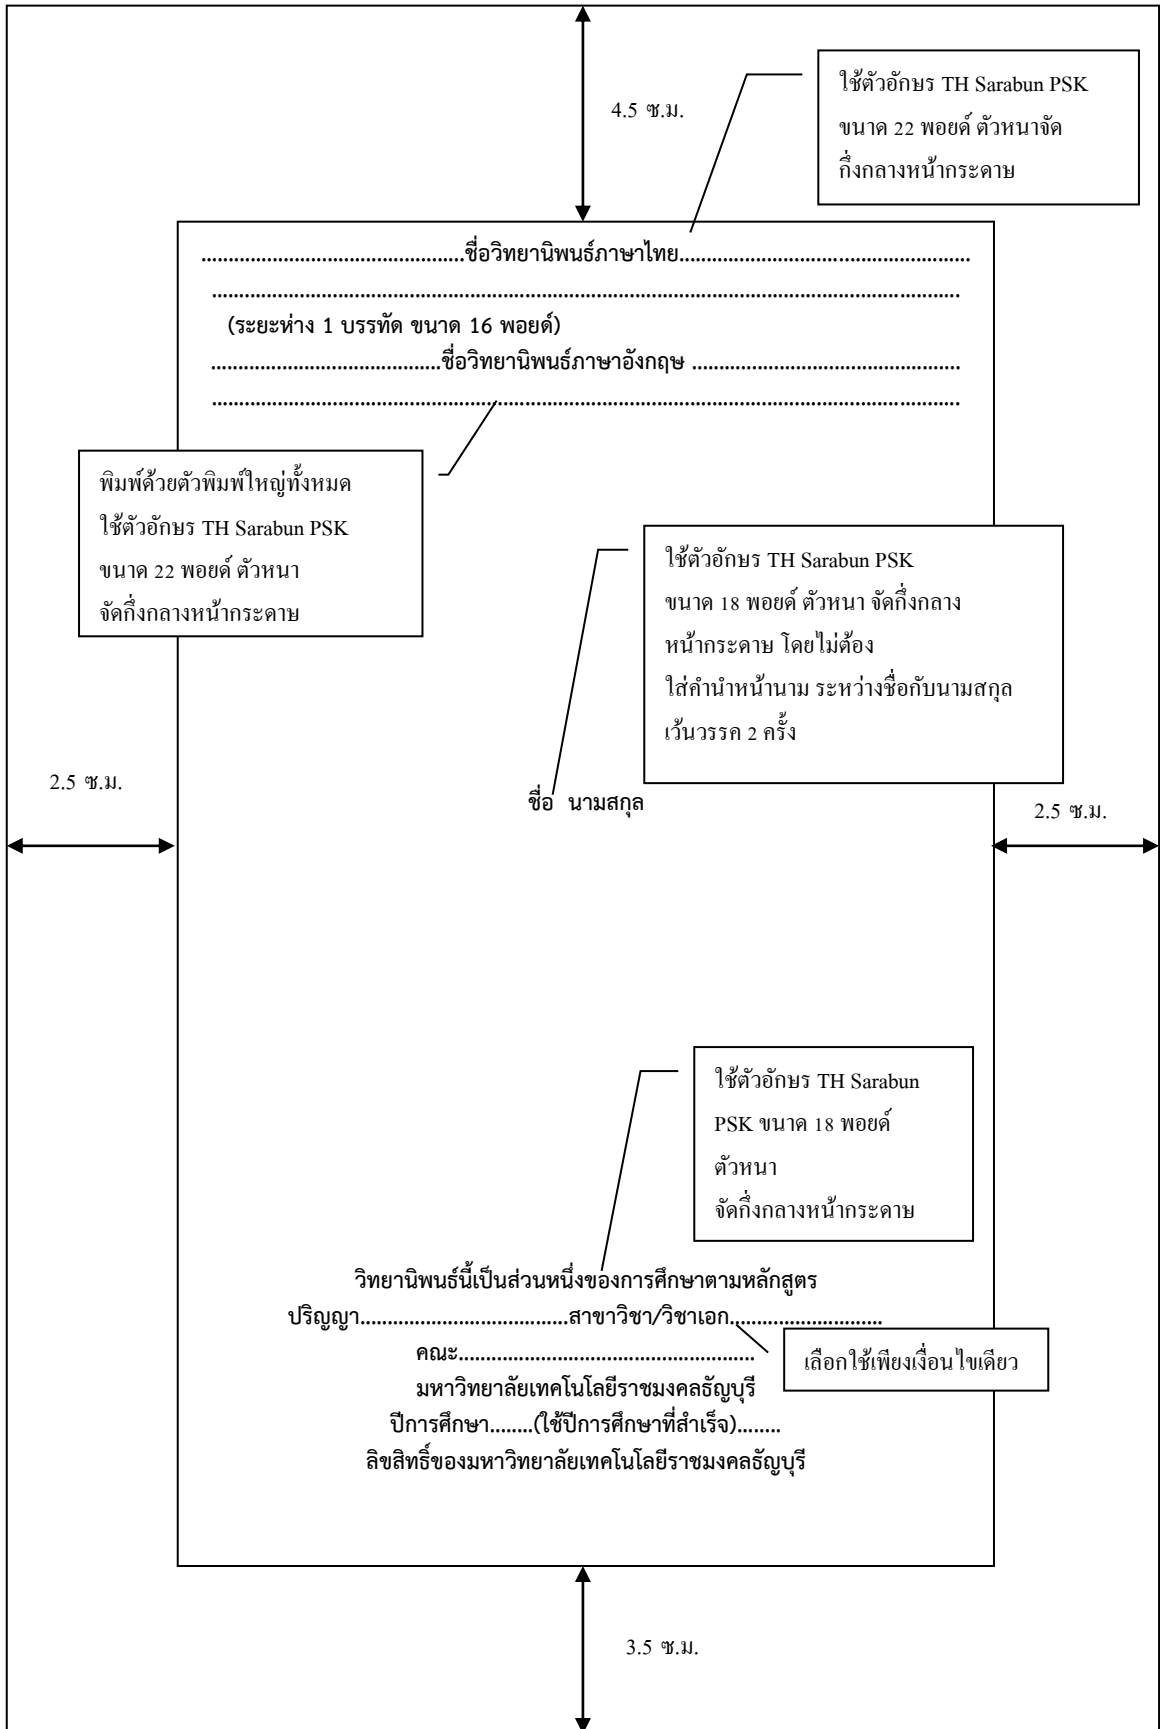 ใช้ตัวอักษร TH Sarabun PSK
ขนาด 22 พอยด์ ตัวหนาจัด
กึ่งกลางหน้ากระดาษ
4.5 ซ.ม.
................................................ชื่อวิทยานิพนธ์ภาษาไทย.....................................................
.........................................................................................................................................
(ระยะห่าง 1 บรรทัด ขนาด 16 พอยด์)
..........................................ชื่อวิทยานิพนธ์ภาษาอังกฤษ .................................................
.........................................................................................................................................
พิมพ์ด้วยตัวพิมพ์ใหญ่ทั้งหมด
ใช้ตัวอักษร TH Sarabun PSK
ขนาด 22 พอยด์ ตัวหนา
จัดกึ่งกลางหน้ากระดาษ
ใช้ตัวอักษร TH Sarabun PSK
ขนาด 18 พอยด์ ตัวหนา จัดกึ่งกลาง
หน้ากระดาษ โดยไม่ต้อง
ใส่คำนำหน้านาม ระหว่างชื่อกับนามสกุล
เว้นวรรค 2 ครั้ง
2.5 ซ.ม.
ชื่อ  นามสกุล
2.5 ซ.ม.
ใช้ตัวอักษร TH Sarabun
PSK ขนาด 18 พอยด์
ตัวหนา
จัดกึ่งกลางหน้ากระดาษ
วิทยานิพนธ์นี้เป็นส่วนหนึ่งของการศึกษาตามหลักสูตร
ปริญญา......................................สาขาวิชา/วิชาเอก............................
คณะ......................................................
เลือกใช้เพียงเงื่อนไขเดียว
มหาวิทยาลัยเทคโนโลยีราชมงคลธัญบุรี
ปีการศึกษา........(ใช้ปีการศึกษาที่สำเร็จ)........
ลิขสิทธิ์ของมหาวิทยาลัยเทคโนโลยีราชมงคลธัญบุรี
3.5 ซ.ม.